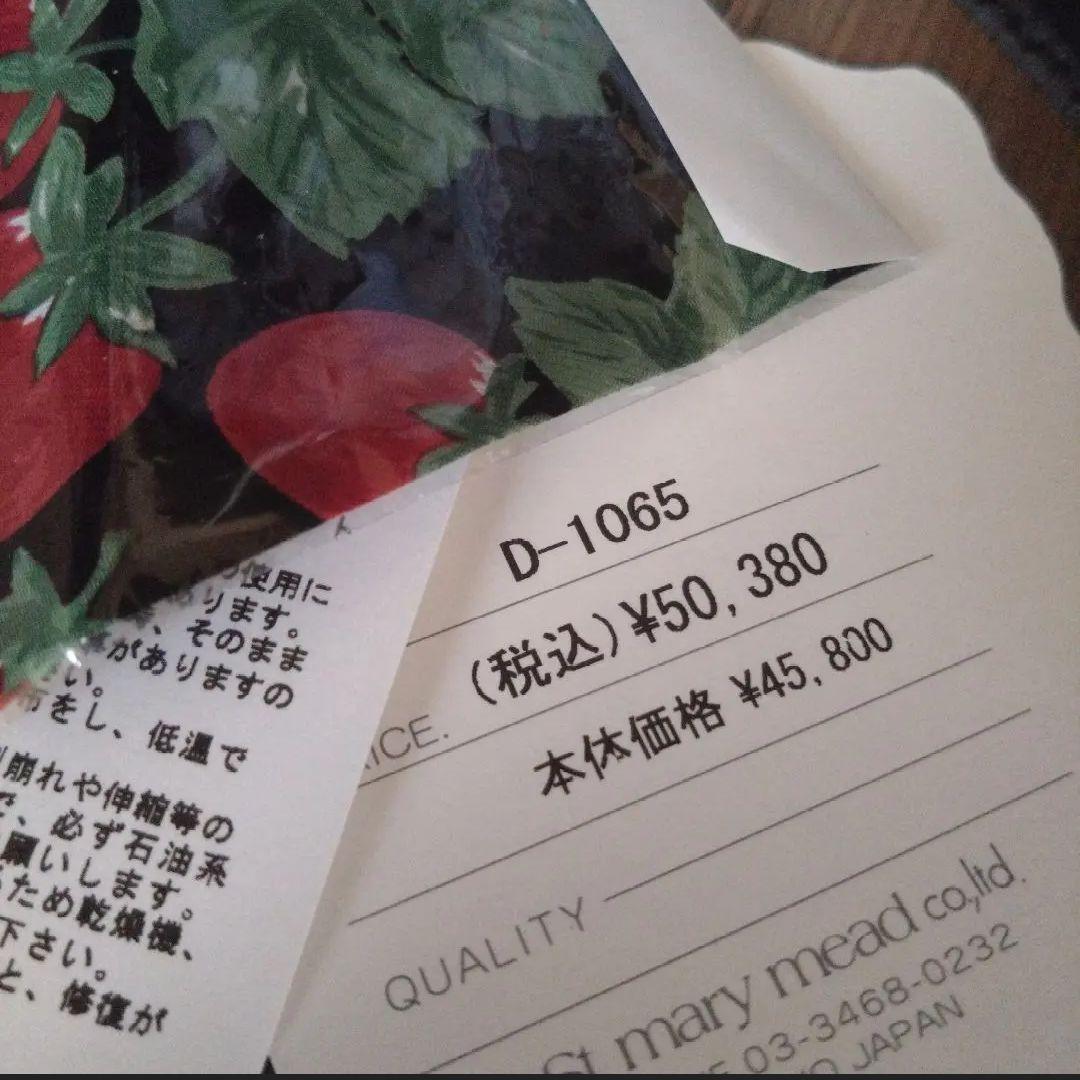 D-1065
(税込)¥50,380
ICE.
本体価格 ¥45,800
QUALITY
St mary mead co,ltd.
03-3468-0232
JAPAN
使用に
ります。
、そのまま
がありますの
い。
をし、低温で
崩れや伸縮等の
、必ず石油系
願いします。
ため乾燥機、
下さい。
と、修復が